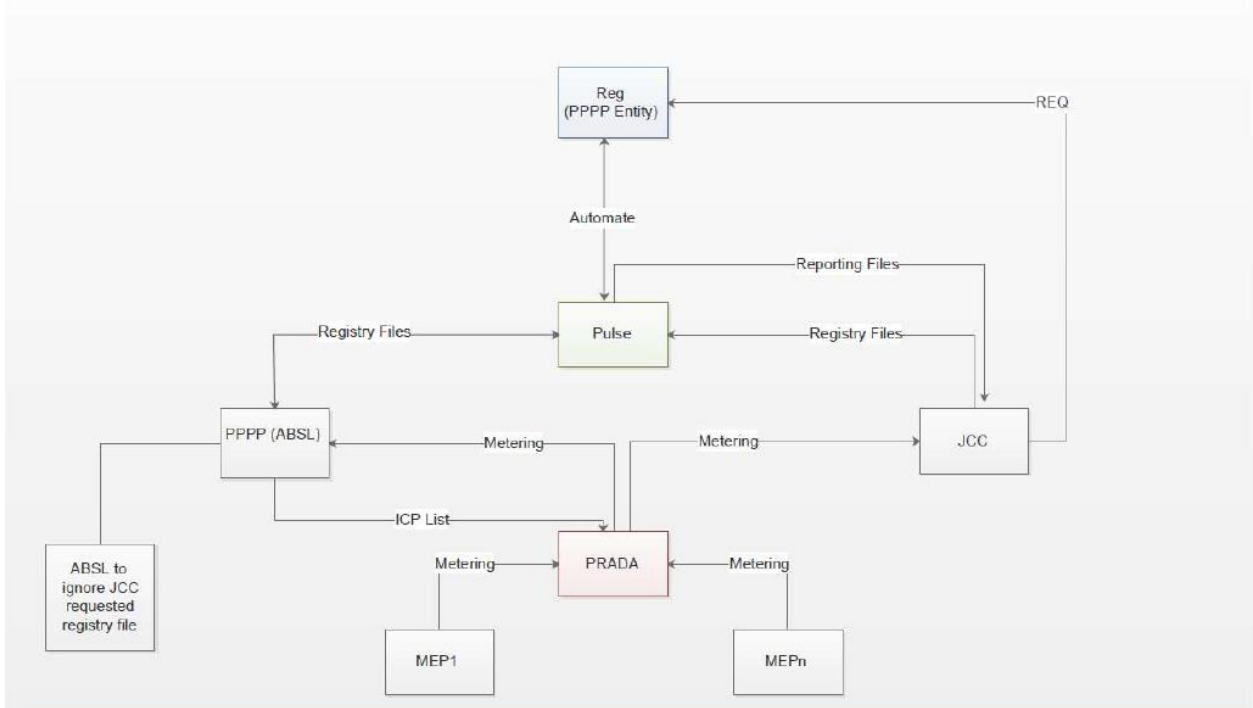 Reg
(PPPP Entity)
REQ
Automate
Reporting Files
Registry Files
Pulse
Registry Files
PPPP (ABSL)
Metering
Metering
JCC
ICP List
ABSL to
ignore JCC
requested
registry file
Metering
PRADA
Metering
MEP1
MEPn